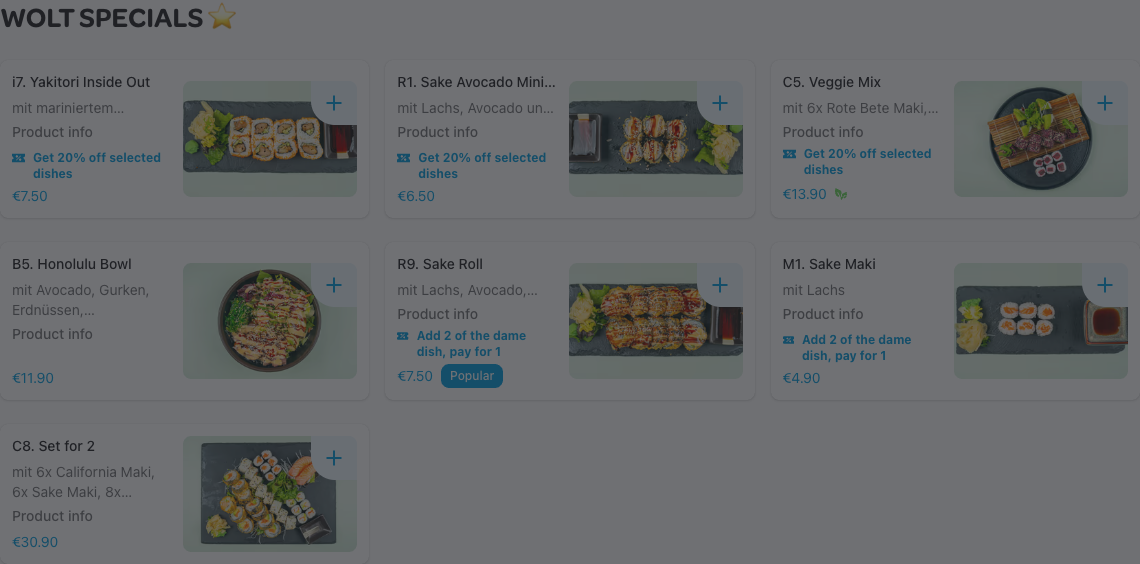 WOLT SPECIALS ⭐
i7. Yakitori Inside Out
mit mariniertem...
Product info
Get 20% off selected
dishes
€7.50
R1. Sake Avocado Mini...
mit Lachs, Avocado un...
Product info
Get 20% off selected
dishes
€6.50
C5. Veggie Mix
mit 6x Rote Bete Maki,...
Product info
Get 20% off selected
dishes
€13.90
B5. Honolulu Bowl
mit Avocado, Gurken,
Erdnüssen,...
Product info
€11.90
R9. Sake Roll
mit Lachs, Avocado,...
Product info
Add 2 of the dame
dish, pay for 1
€7.50 Popular
M1. Sake Maki
mit Lachs
Product info
Add 2 of the dame
dish, pay for 1
€4.90
C8. Set for 2
mit 6x California Maki,
6x Sake Maki, 8x...
Product info
€30.90